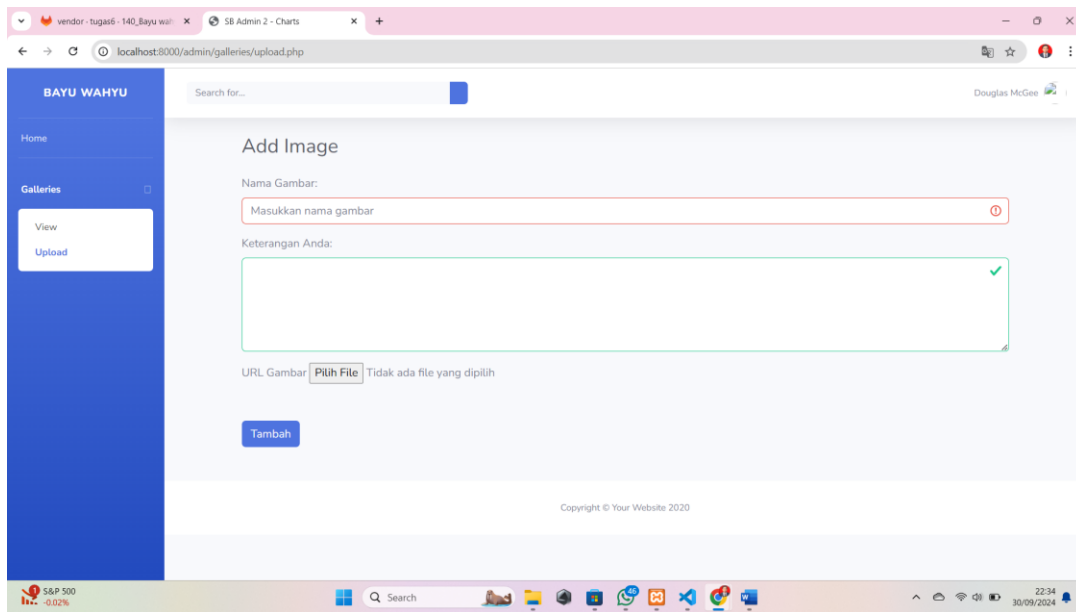 vendor · tugas6 · 140_Bayu wah
SB Admin 2 - Charts
localhost:8000/admin/galleries/upload.php
BAYU WAHYU
Search for...
Douglas McGee
Home
Add Image
Nama Gambar:
Galleries
Masukkan nama gambar
View
Keterangan Anda:
Upload
URL Gambar Pilih File Tidak ada file yang dipilih
Tambah
Copyright © Your Website 2020
1
S&P 500
-0.02%
Search
46
22:34
30/09/2024